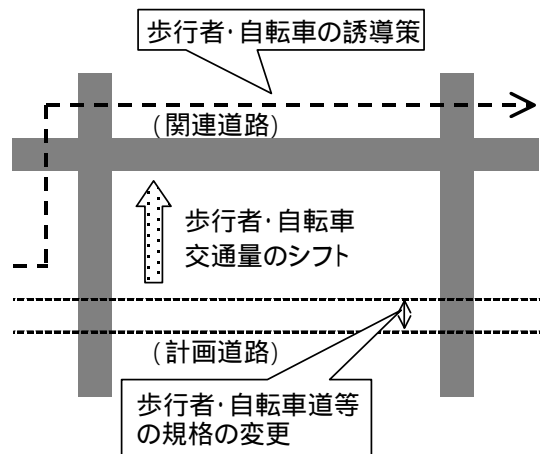 歩行者･自転車の誘導策
(関連道路)
歩行者･自転車
交通量のシフト
(計画道路)
歩行者･自転車道等
の規格の変更